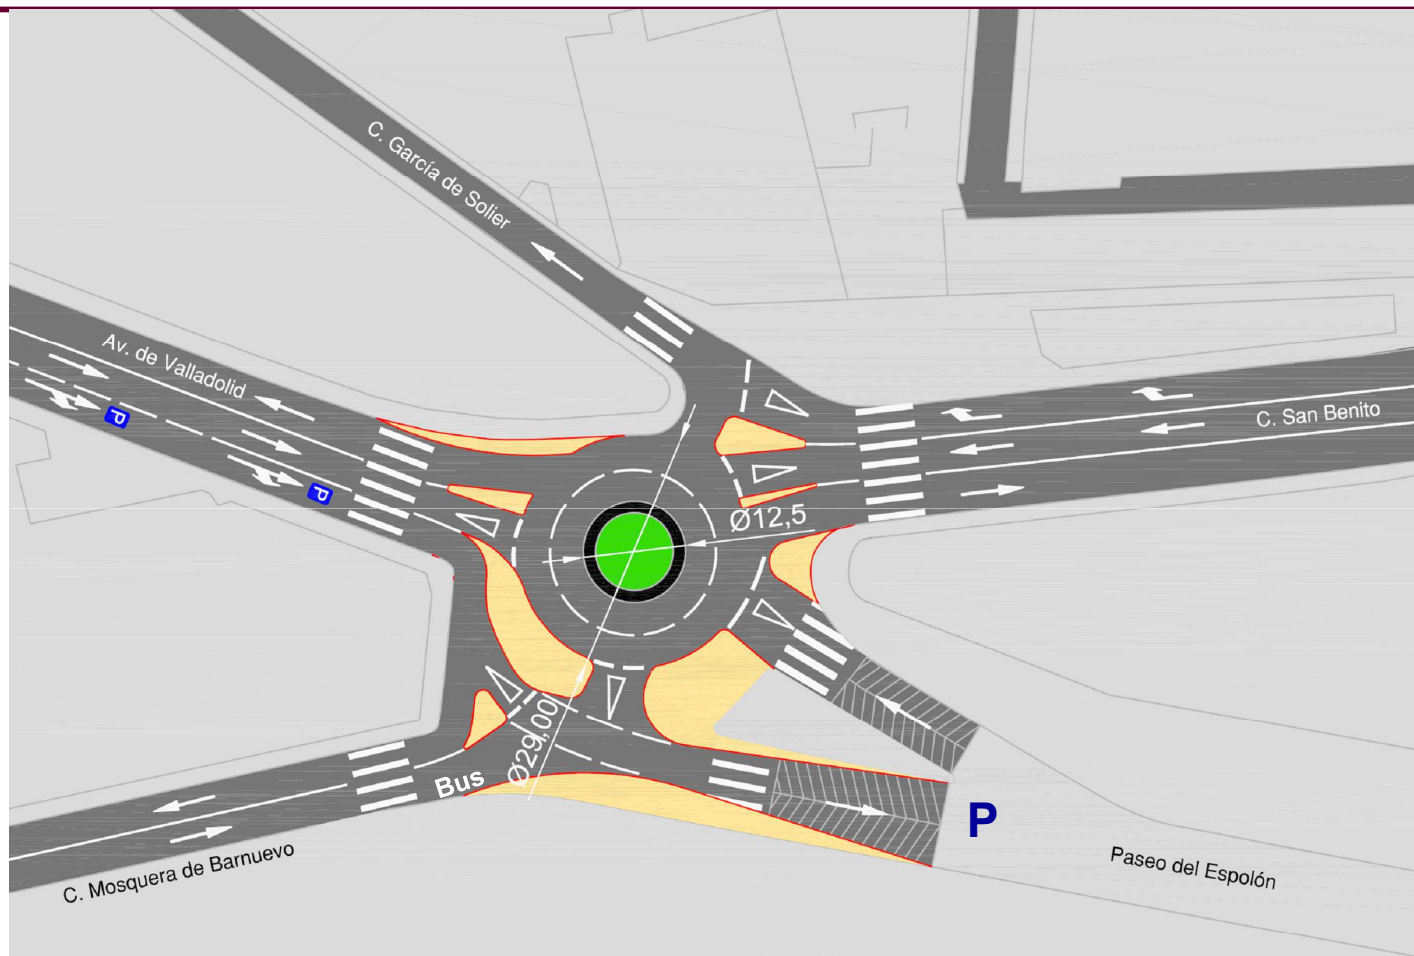 C. García de Solier
Av. de Valladolid
P
P
C. San Benito
Ø12,5
Ø29,00
Bus
P
C. Mosquera de Barnuevo
Paseo del Espolón